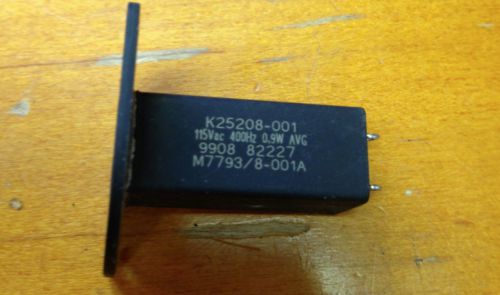 K25208-001
115Vac 400Hz 0.9W AVG
9908 82227
M7793/8-001A